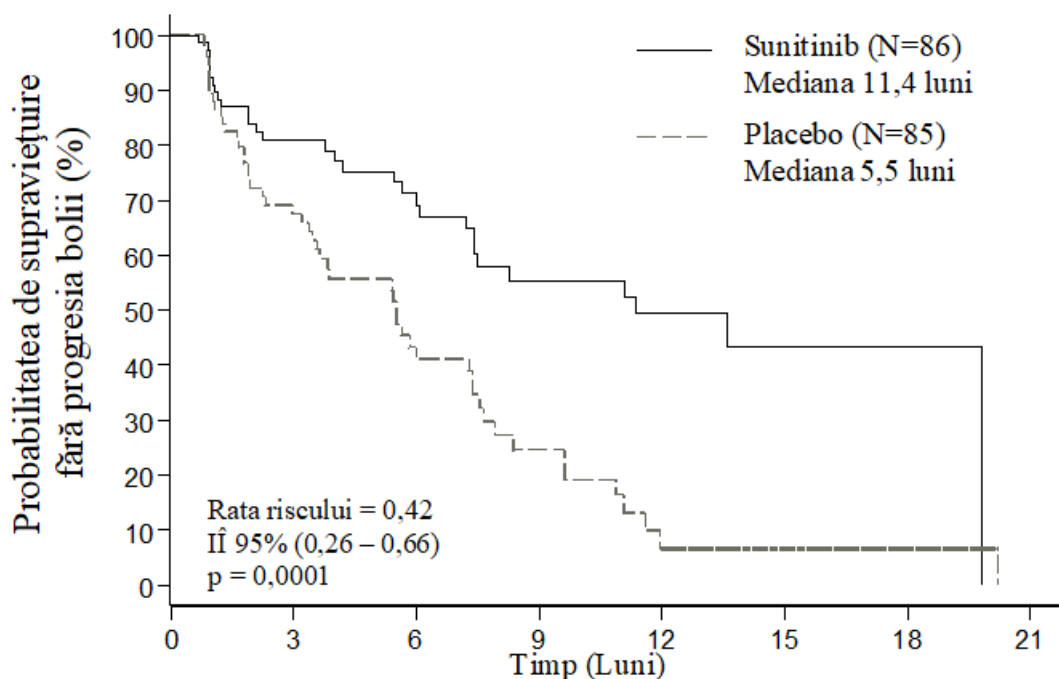 Probabilitatea de supraviețuire
fără progresia bolii (%)
100
90
80
70
60
50
40
30
20
10
0
Sunitinib (N=86)
Mediana 11,4 luni
Placebo (N=85)
Mediana 5,5 luni
Rata riscului = 0,42
IÎ 95% (0,26 – 0,66)
p = 0,0001
0 3 6 9 12 15 18 21
Timp (Luni)